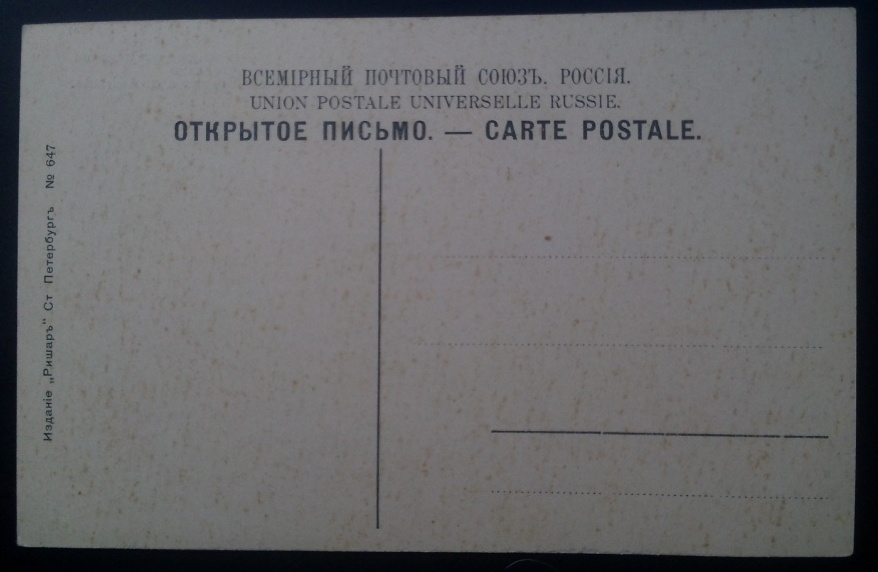 ВСЕМІРНЫЙ ПОЧТОВЫЙ СОЮЗЪ. РОССІЯ.
UNION POSTALE UNIVERSELLE RUSSIE.
ОТКРЫТОЕ ПИСЬМО. — CARTE POSTALE.
Изданіе „Ришаръ" Ст Петербургъ № 647